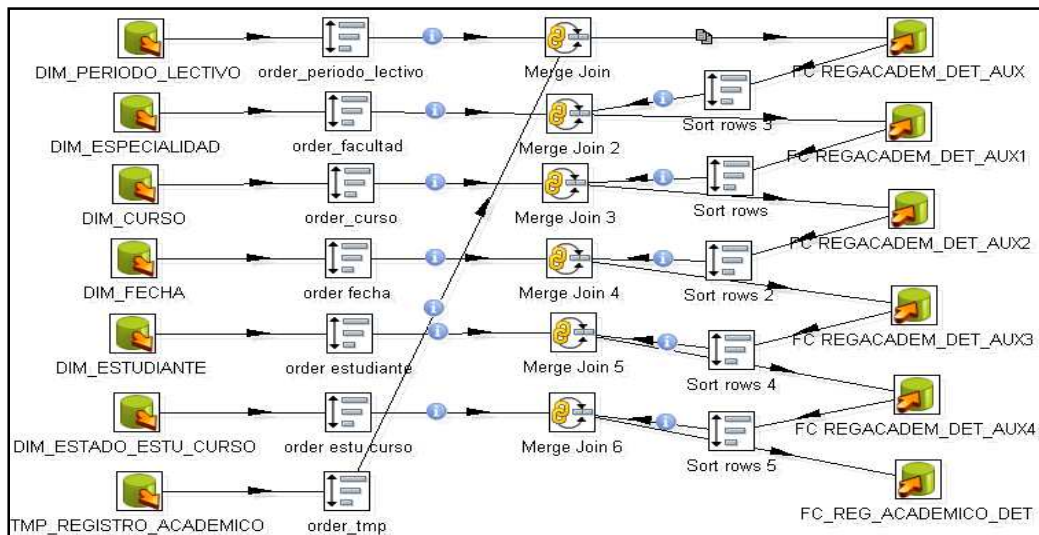 DIM_PERIODO_LECTIVO
order_periodo_lectivo
Merge Join
FC REGACADEM_DET_AUX
Sort rows 3
DIM_ESPECIALIDAD
order_facultad
Merge Join 2
FC REGACADEM_DET_AUX1
Sort rows
DIM_CURSO
order_curso
Merge Join 3
FC REGACADEM_DET_AUX2
Sort rows 2
DIM_FECHA
order fecha
Merge Join 4
FC REGACADEM_DET_AUX3
Sort rows 4
DIM_ESTUDIANTE
order estudiante
Merge Join 5
FC REGACADEM_DET_AUX4
Sort rows 5
DIM_ESTADO_ESTU_CURSO
order estu curso
Merge Join 6
FC_REG_ACADEMICO_DET
TMP_REGISTRO_ACADEMICO
order_tmp